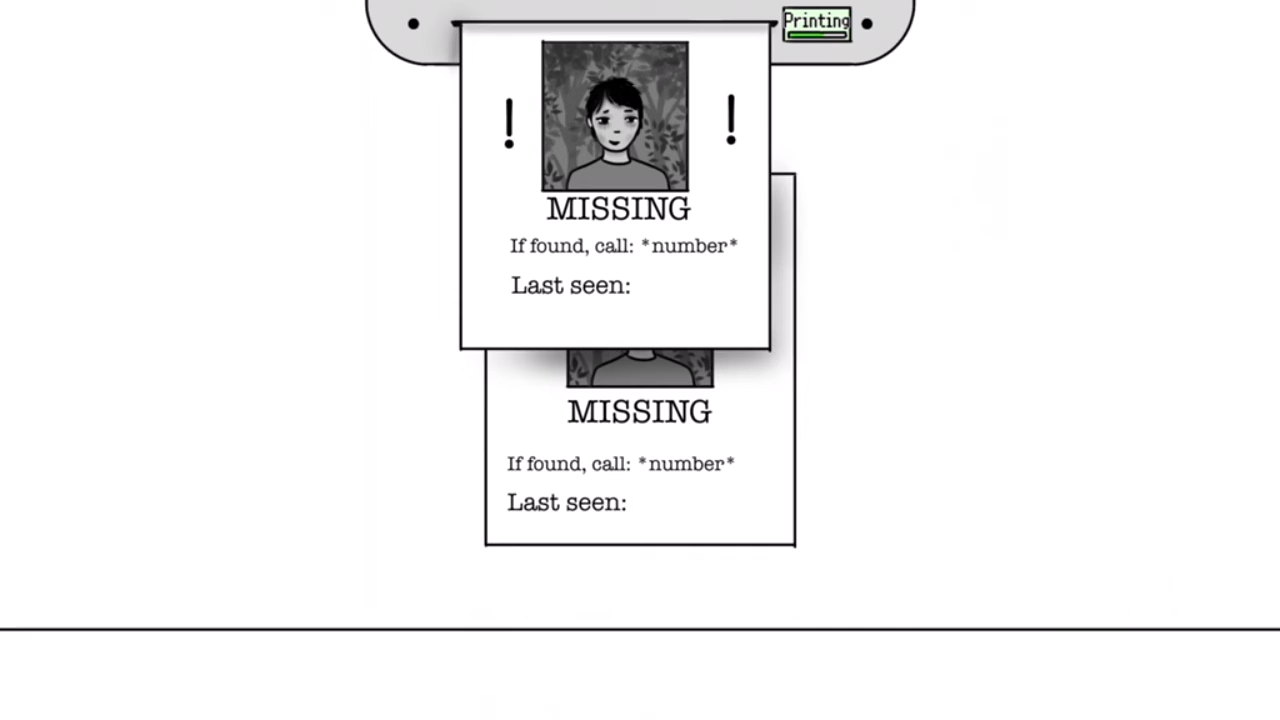 Printing
! !
MISSING
If found, call: *number*
Last seen:
MISSING
If found, call: *number*
Last seen: